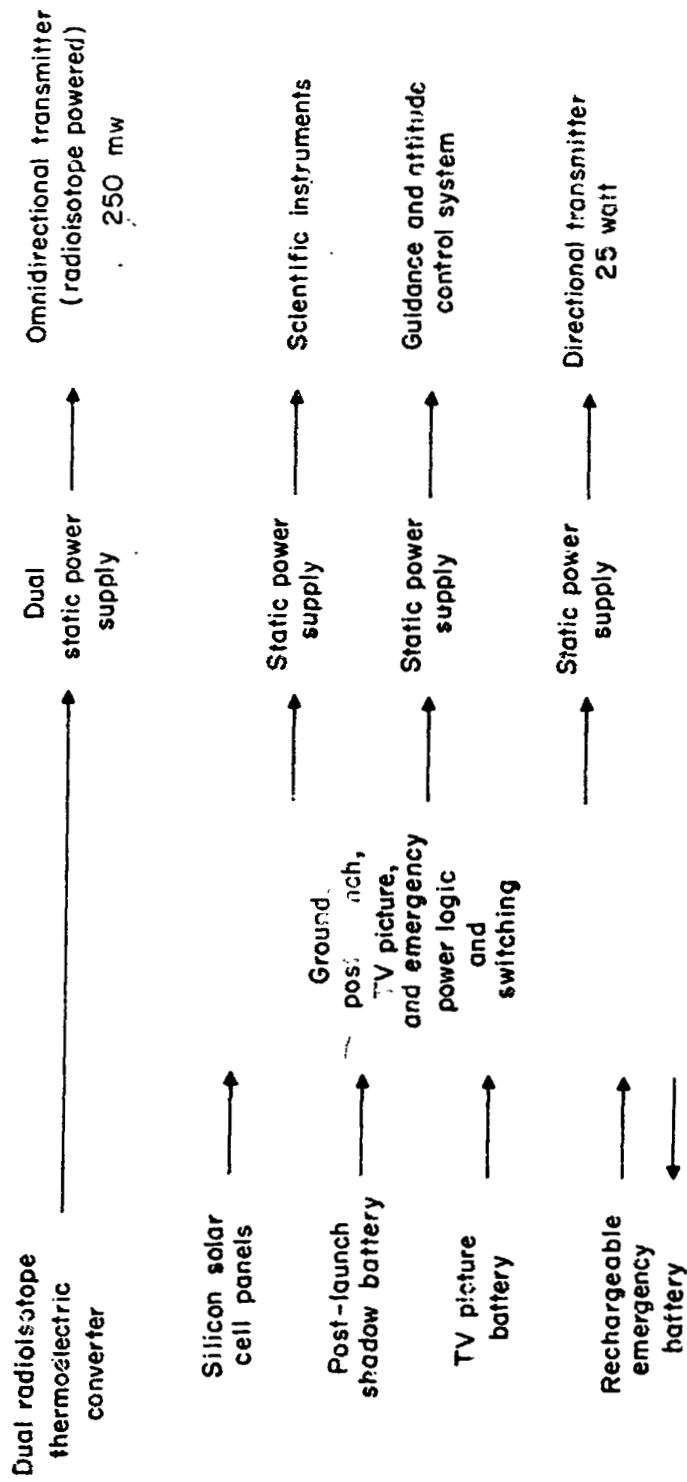 Dual radioisotope
thermoelectric
converter
Dual
static power
supply
Omnidirectional transmitter
(radioisotope powered)
250 mw
Silicon solar
cell panels
Post-launch
shadow battery
TV picture
battery
Rechargeable
emergency
battery
Ground,
TV picture,
and emergency
power logic
and
switching
Static power
supply
Scientific instruments
Static power
supply
Guidance and attitude
control system
Static power
supply
Directional transmitter
25 watt